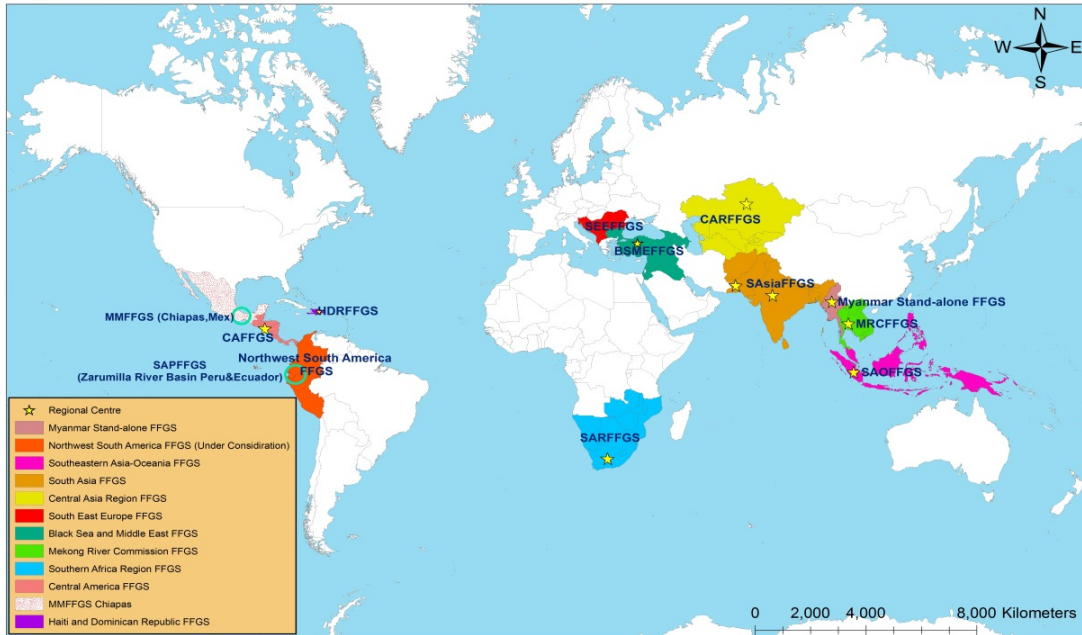 N
W E
S
CARFFGS
SEEFFGS
BSMEFFGS
SAsiaFFGS
Myanmar Stand-alone FFGS
MMFFGS (Chiapas,Mex)
HDRFFGS
MRCFFGS
CAFFGS
Northwest South America
FFGS
SAPFFGS
(Zarumilla River Basin Peru&Ecuador)
SAOFFGS
SARFFGS
Regional Centre
Myanmar Stand-alone FFGS
Northwest South America FFGS (Under Considiration)
Southeastern Asia-Oceania FFGS
South Asia FFGS
Central Asia Region FFGS
South East Europe FFGS
Black Sea and Middle East FFGS
Mekong River Commission FFGS
Southern Africa Region FFGS
Central America FFGS
MMFFGS Chiapas
Haiti and Dominican Republic FFGS
0 2,000 4,000 8,000 Kilometers